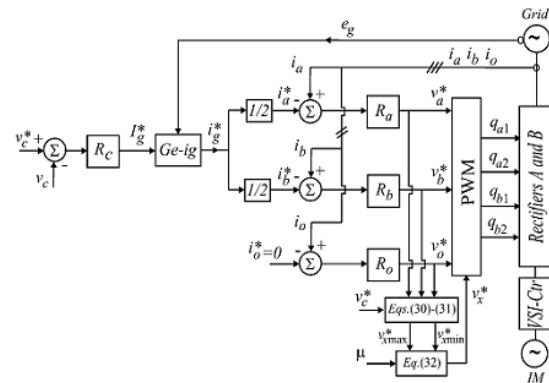 Grid
e_g
i_a i_b i_o
i_a
v_a^*
i_a^*
1/2
Σ
R_a
q_a1
I_g^*
i_g^*
v_c^*
Σ
R_c
Ge-ig
v_c
i_b
v_b^*
q_a2
PWM
Rectifiers A and B
1/2
i_b^*
Σ
R_b
q_b1
q_b2
i_o
v_o^*
i_o^*=0
Σ
R_o
v_x^*
v_c^*
Eqs.(30)-(31)
VSI-Ctr
v_xmax^*
v_xmin^*
μ
Eq.(32)
IM